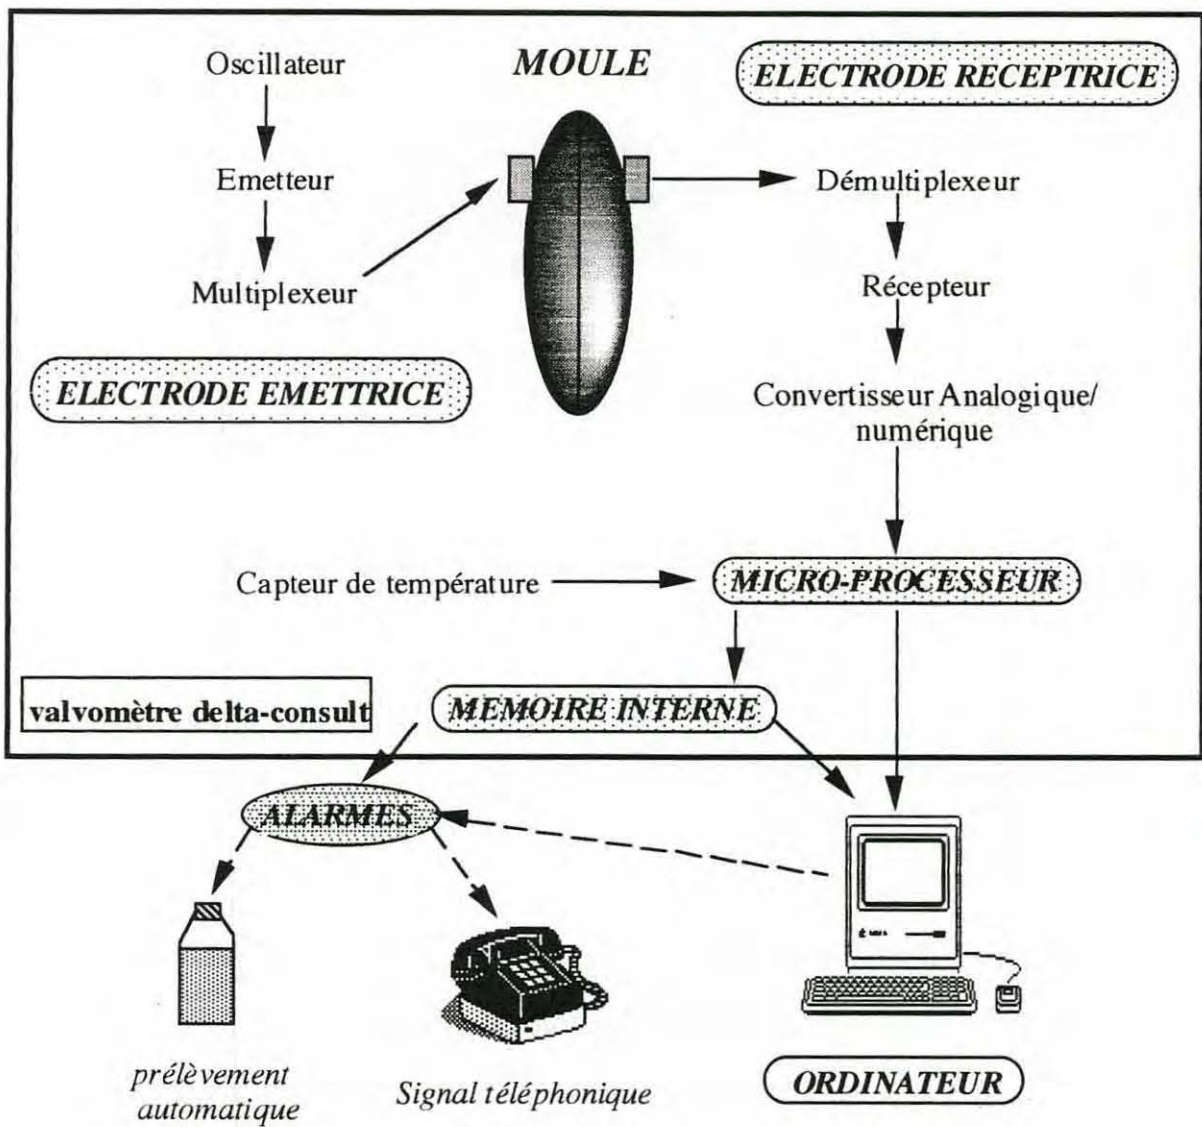 Oscillateur
MOULE
ELECTRODE RECEPTRICE
Emetteur
Démultiplexeur
Multiplexeur
Récepteur
ELECTRODE EMETTRICE
Convertisseur Analogique/
numérique
Capteur de température
MICRO-PROCESSEUR
valvomètre delta-consult
MEMOIRE INTERNE
ALARMES
prélèvement
automatique
Signal téléphonique
ORDINATEUR